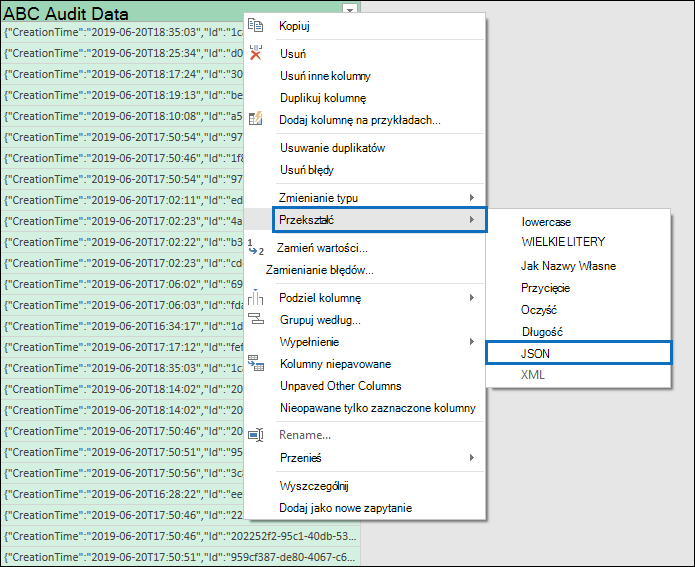 ABC Audit Data
{"CreationTime":"2019-06-20T18:35:03","Id":"1ca
{"CreationTime":"2019-06-20T18:25:34","Id":"d0
{"CreationTime":"2019-06-20T18:17:24","Id":"30
{"CreationTime":"2019-06-20T18:19:13","Id":"be
{"CreationTime":"2019-06-20T18:10:08","Id":"a5
{"CreationTime":"2019-06-20T17:50:54","Id":"97
{"CreationTime":"2019-06-20T17:50:46","Id":"1f8
{"CreationTime":"2019-06-20T17:50:54","Id":"97
{"CreationTime":"2019-06-20T17:02:11","Id":"ed
{"CreationTime":"2019-06-20T17:02:23","Id":"4a
{"CreationTime":"2019-06-20T17:02:22","Id":"b3
{"CreationTime":"2019-06-20T17:02:23","Id":"cd
{"CreationTime":"2019-06-20T17:06:02","Id":"69
{"CreationTime":"2019-06-20T17:06:03","Id":"fda
{"CreationTime":"2019-06-20T16:34:17","Id":"1d
{"CreationTime":"2019-06-20T17:17:12","Id":"fef
{"CreationTime":"2019-06-20T18:35:03","Id":"1ca
{"CreationTime":"2019-06-20T18:14:02","Id":"20
{"CreationTime":"2019-06-20T18:14:02","Id":"20
{"CreationTime":"2019-06-20T17:50:46","Id":"20
{"CreationTime":"2019-06-20T17:50:51","Id":"95
{"CreationTime":"2019-06-20T17:50:56","Id":"3ca
{"CreationTime":"2019-06-20T16:28:22","Id":"ee
{"CreationTime":"2019-06-20T17:50:46","Id":"22
{"CreationTime":"2019-06-20T17:50:46","Id":"202252f2-95c1-40db-53...
{"CreationTime":"2019-06-20T17:50:51","Id":"959cf387-de80-4067-c6...
Kopiuj
Usuń
Usuń inne kolumny
Duplikuj kolumnę
Dodaj kolumnę na przykładach...
Usuwanie duplikatów
Usuń błędy
Zmienianie typu
Przekształć
Zamień wartości...
Zamienianie błędów...
Podziel kolumnę
Grupuj według...
Wypełnienie
Kolumny niepavowane
Unpaved Other Columns
Nieopawane tylko zaznaczone kolumny
Rename...
Przenieś
Wyszczególnij
Dodaj jako nowe zapytanie
lowercase
WIELKIE LITERY
Jak Nazwy Własne
Przycięcie
Oczyść
Długość
JSON
XML